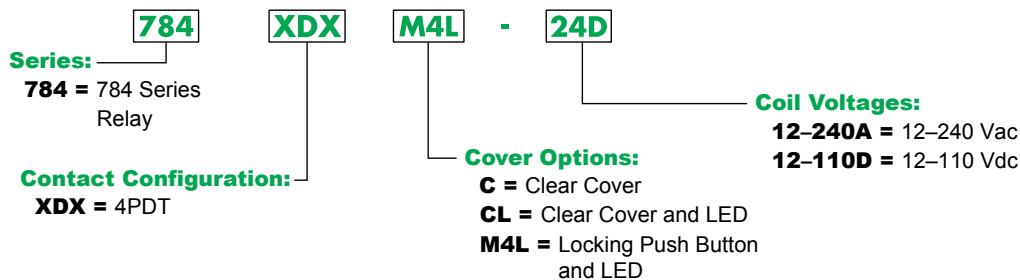 784 XDX M4L - 24D
Series:
784 = 784 Series
Relay
Contact Configuration:
XDX = 4PDT
Cover Options:
C = Clear Cover
CL = Clear Cover and LED
M4L = Locking Push Button
and LED
Coil Voltages:
12–240A = 12–240 Vac
12–110D = 12–110 Vdc